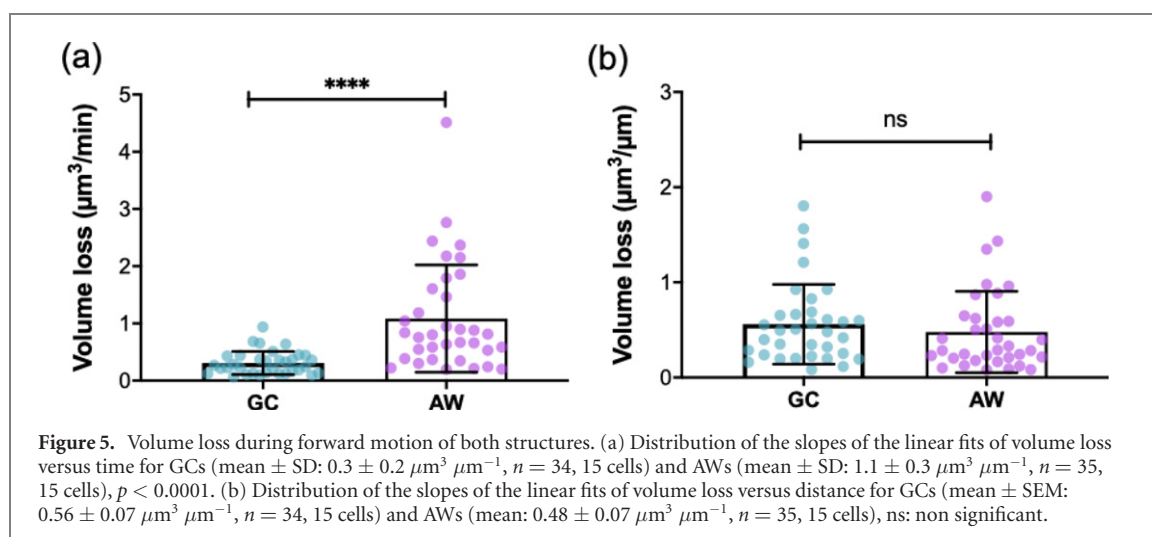 (a)
(b)
Volume loss (µm³/min)
5
4
3
2
1
0
****
GC
AW
Volume loss (µm³/µm)
3
2
1
0
ns
GC
AW
Figure 5. Volume loss during forward motion of both structures. (a) Distribution of the slopes of the linear fits of volume loss
versus time for GCs (mean ± SD: 0.3 ± 0.2 µm³ µm⁻¹, n = 34, 15 cells) and AWs (mean ± SD: 1.1 ± 0.3 µm³ µm⁻¹, n = 35,
15 cells), p < 0.0001. (b) Distribution of the slopes of the linear fits of volume loss versus distance for GCs (mean ± SEM:
0.56 ± 0.07 µm³ µm⁻¹, n = 34, 15 cells) and AWs (mean: 0.48 ± 0.07 µm³ µm⁻¹, n = 35, 15 cells), ns: non significant.